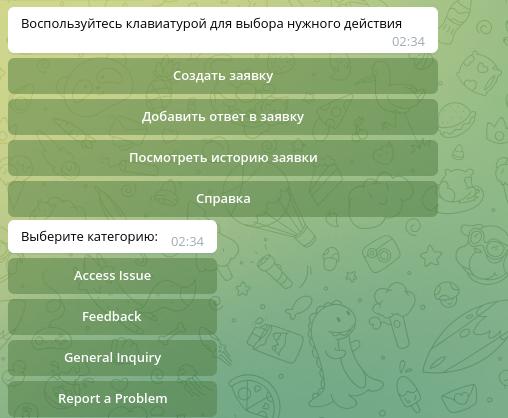 Воспользуйтесь клавиатурой для выбора нужного действия
02:34
Создать заявку
Добавить ответ в заявку
Посмотреть историю заявки
Справка
Выберите категорию:
02:34
Access Issue
Feedback
General Inquiry
Report a Problem